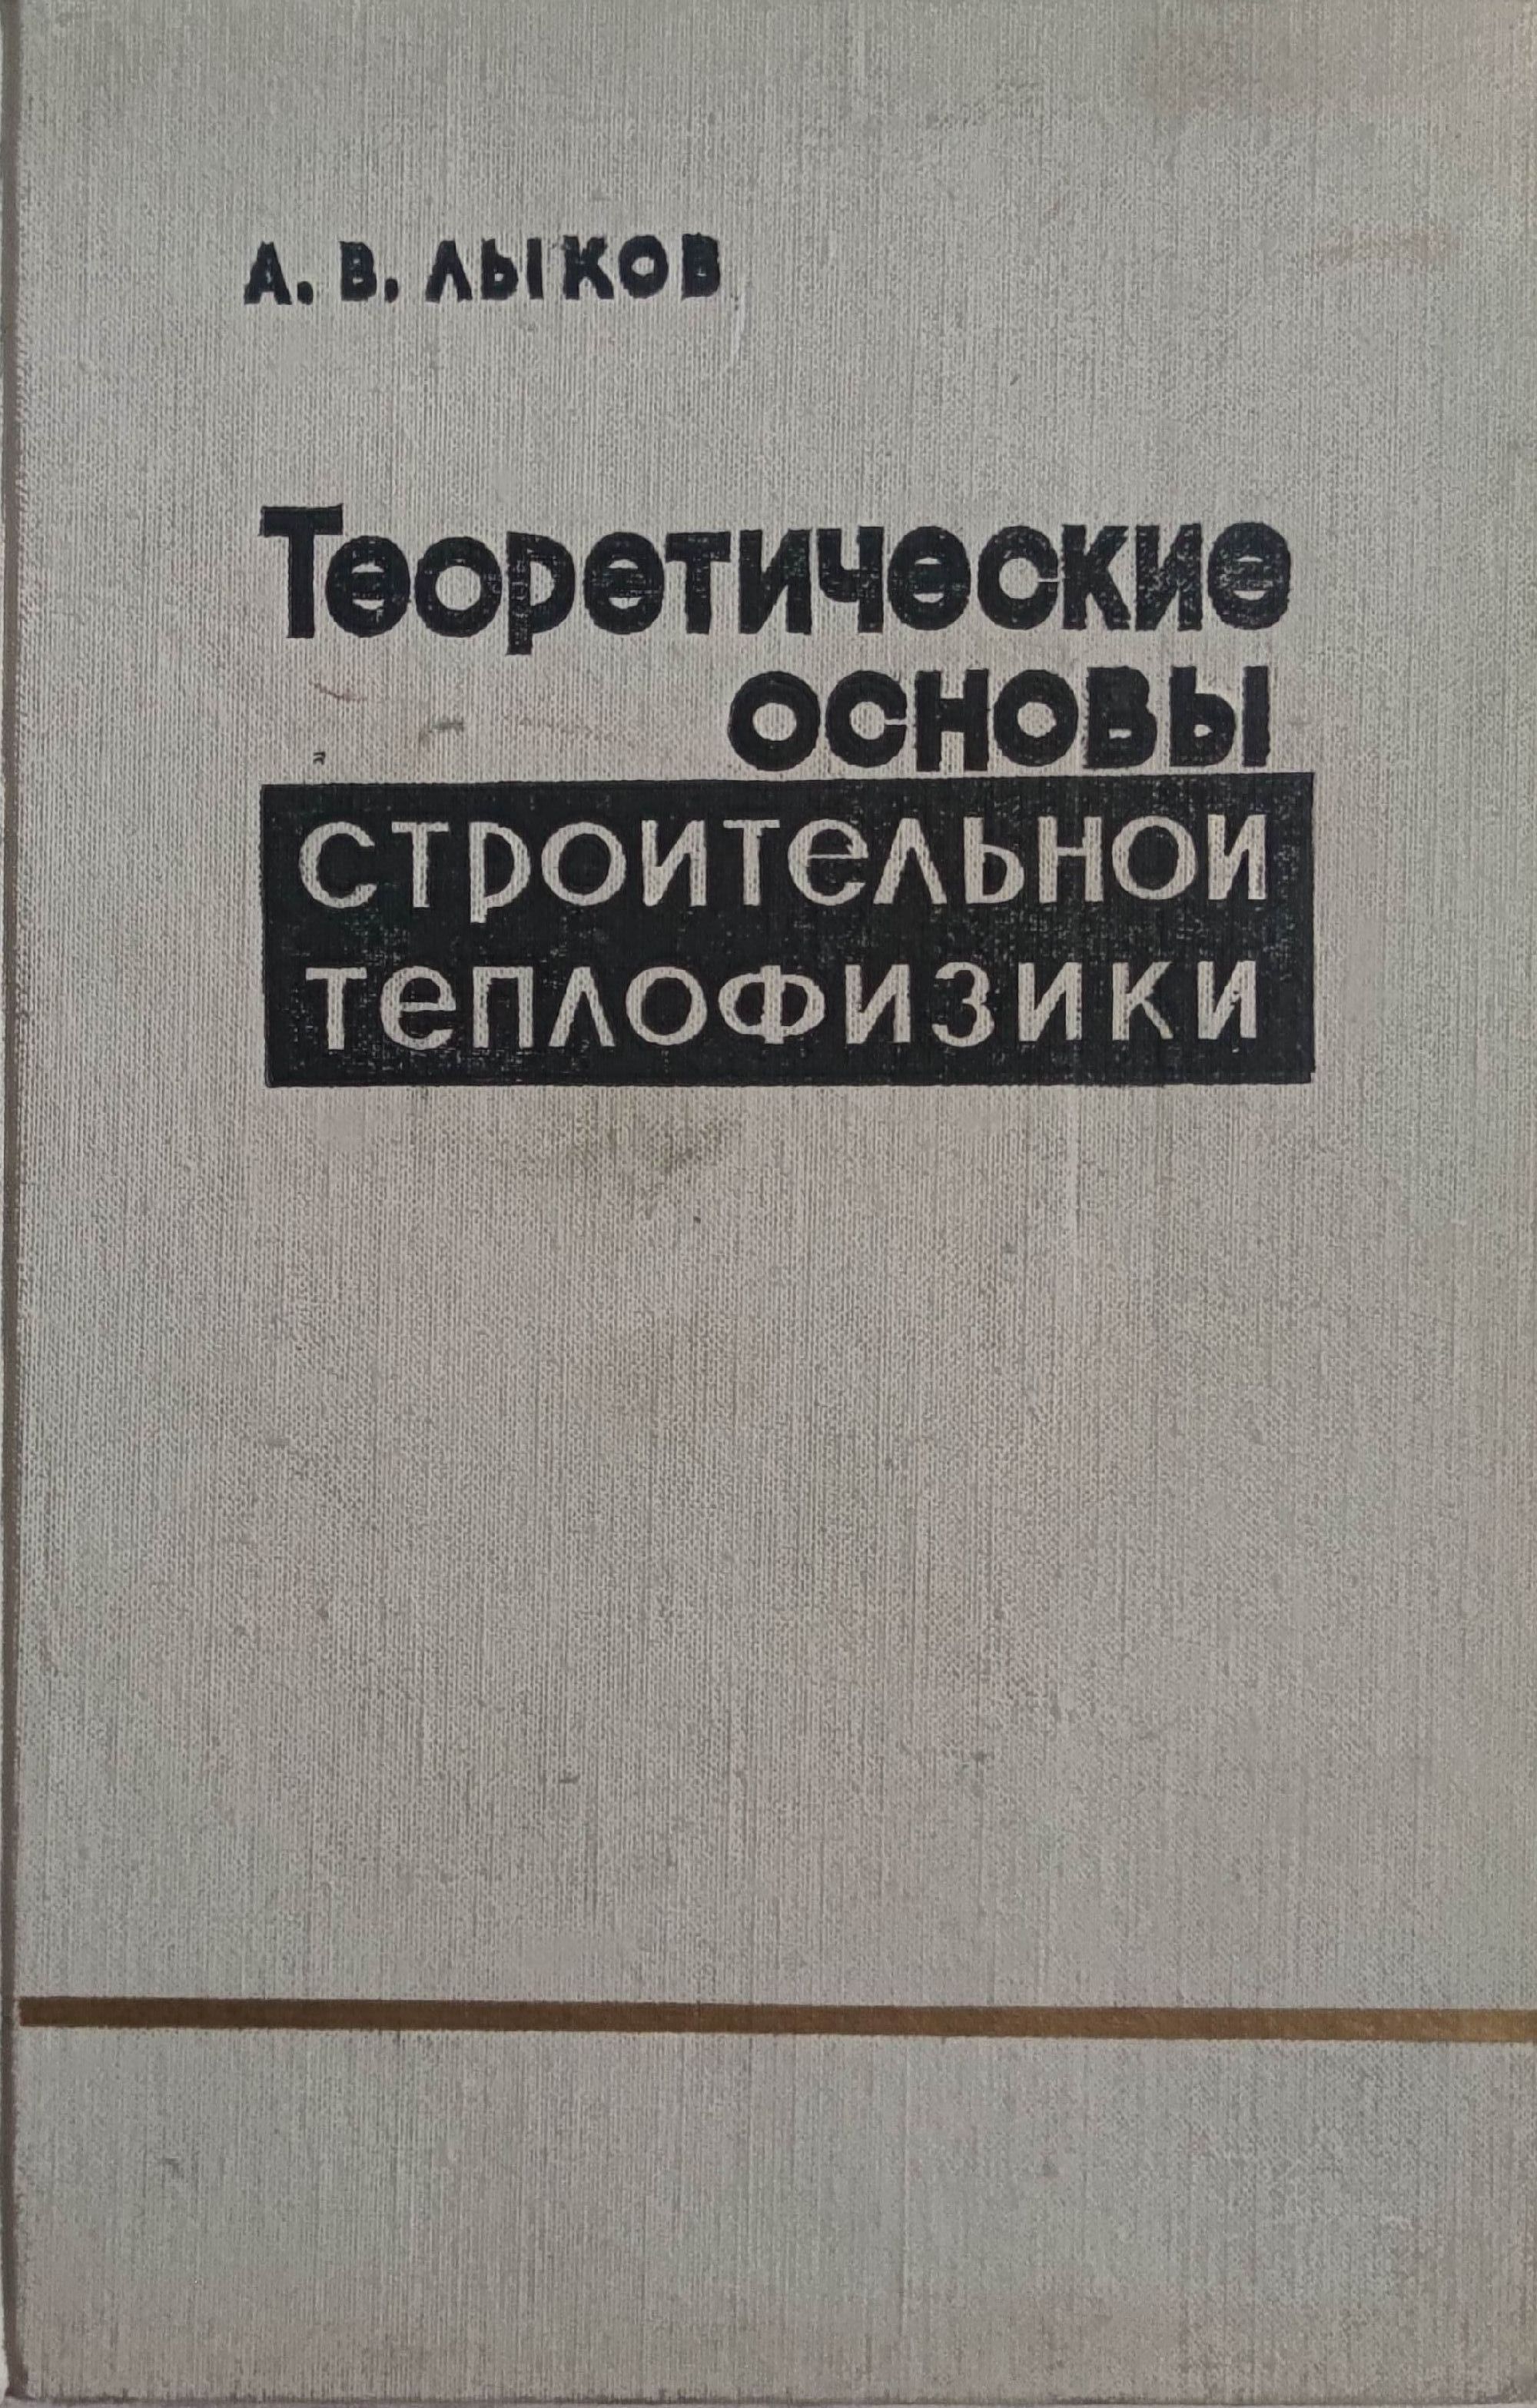 А. В. ЛЫКОВ
Теоретические
основы
строительной
теплофизики